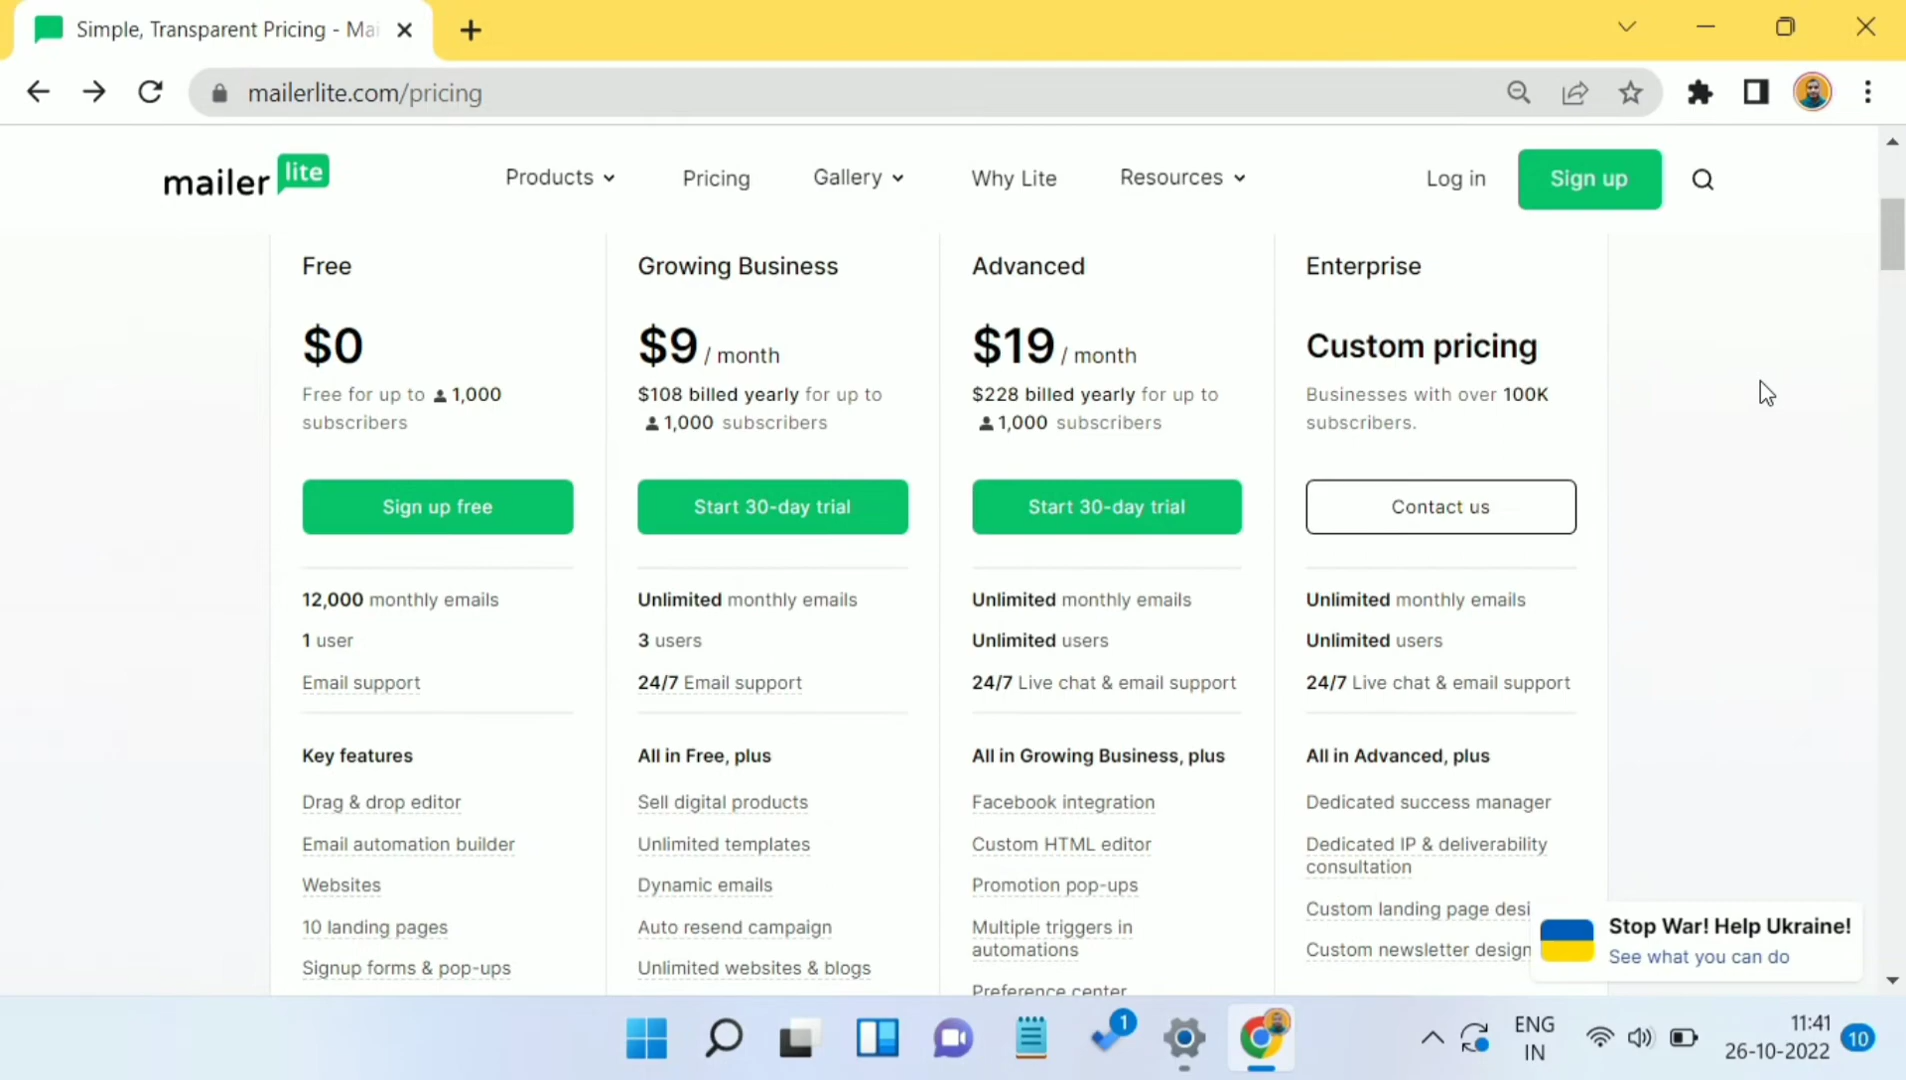 Simple, Transparent Pricing - Mai
mailerlite.com/pricing
mailer lite
Products
Pricing
Gallery
Why Lite
Resources
Log in
Sign up
Free
$0
Free for up to 1,000
subscribers
Sign up free
12,000 monthly emails
1 user
Email support
Key features
Drag & drop editor
Email automation builder
Websites
10 landing pages
Signup forms & pop-ups
Growing Business
$9 / month
$108 billed yearly for up to
1,000 subscribers
Start 30-day trial
Unlimited monthly emails
3 users
24/7 Email support
All in Free, plus
Sell digital products
Unlimited templates
Dynamic emails
Auto resend campaign
Unlimited websites & blogs
Advanced
$19 / month
$228 billed yearly for up to
1,000 subscribers
Start 30-day trial
Unlimited monthly emails
Unlimited users
24/7 Live chat & email support
All in Growing Business, plus
Facebook integration
Custom HTML editor
Promotion pop-ups
Multiple triggers in
automations
Preference center
Enterprise
Custom pricing
Businesses with over 100K
subscribers.
Contact us
Unlimited monthly emails
Unlimited users
24/7 Live chat & email support
All in Advanced, plus
Dedicated success manager
Dedicated IP & deliverability
consultation
Custom landing page desi
Custom newsletter design
Stop War! Help Ukraine!
See what you can do
1
ENG
IN
11:41
26-10-2022
10